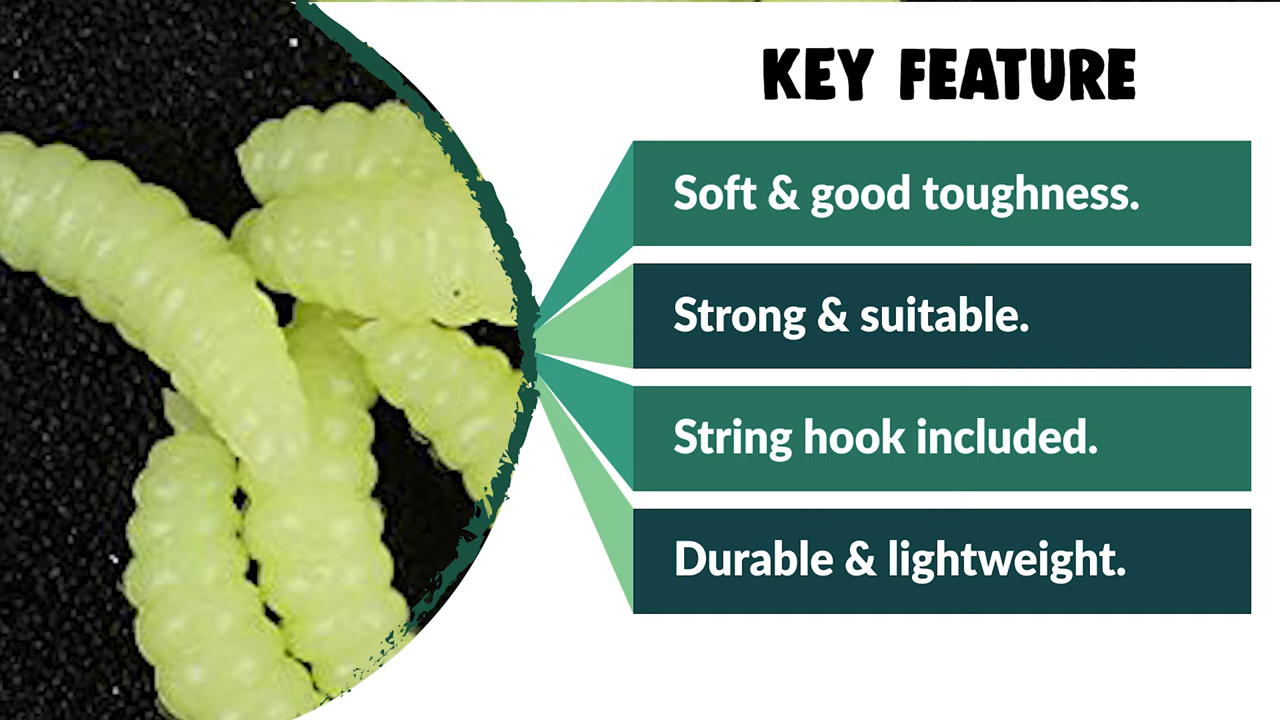 KEY FEATURE
Soft & good toughness.
Strong & suitable.
String hook included.
Durable & lightweight.